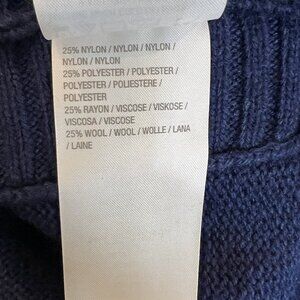 25% NYLON / NYLON / NYLON /
NYLON / NYLON
25% POLYESTER / POLYESTER /
POLYESTER / POLIESTERE /
POLYESTER
25% RAYON / VISCOSE / VISKOSE /
VISCOSA / VISCOSE
25% WOOL / WOOL / WOLLE / LANA
/ LAINE